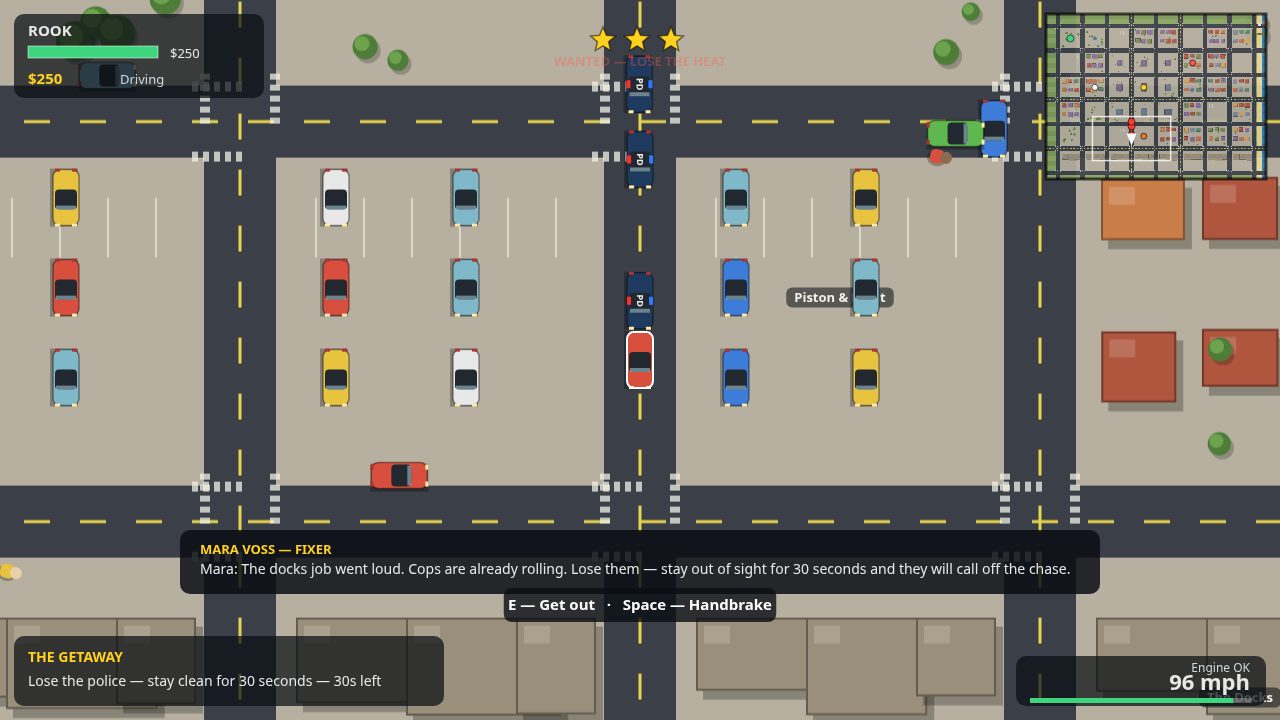 ROOK
$250
$250
Driving
WANTED — LOSE THE HEAT
PD
PD
PD
Piston &
t
MARA VOSS — FIXER
Mara: The docks job went loud. Cops are already rolling. Lose them — stay out of sight for 30 seconds and they will call off the chase.
E — Get out · Space — Handbrake
THE GETAWAY
Lose the police — stay clean for 30 seconds — 30s left
Engine OK
96 mph
The Docks